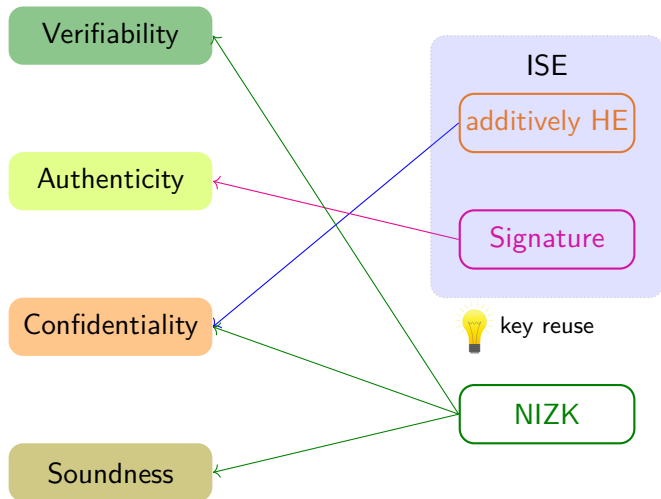 Verifiability
Authenticity
Confidentiality
Soundness
ISE
additively HE
Signature
key reuse
NIZK